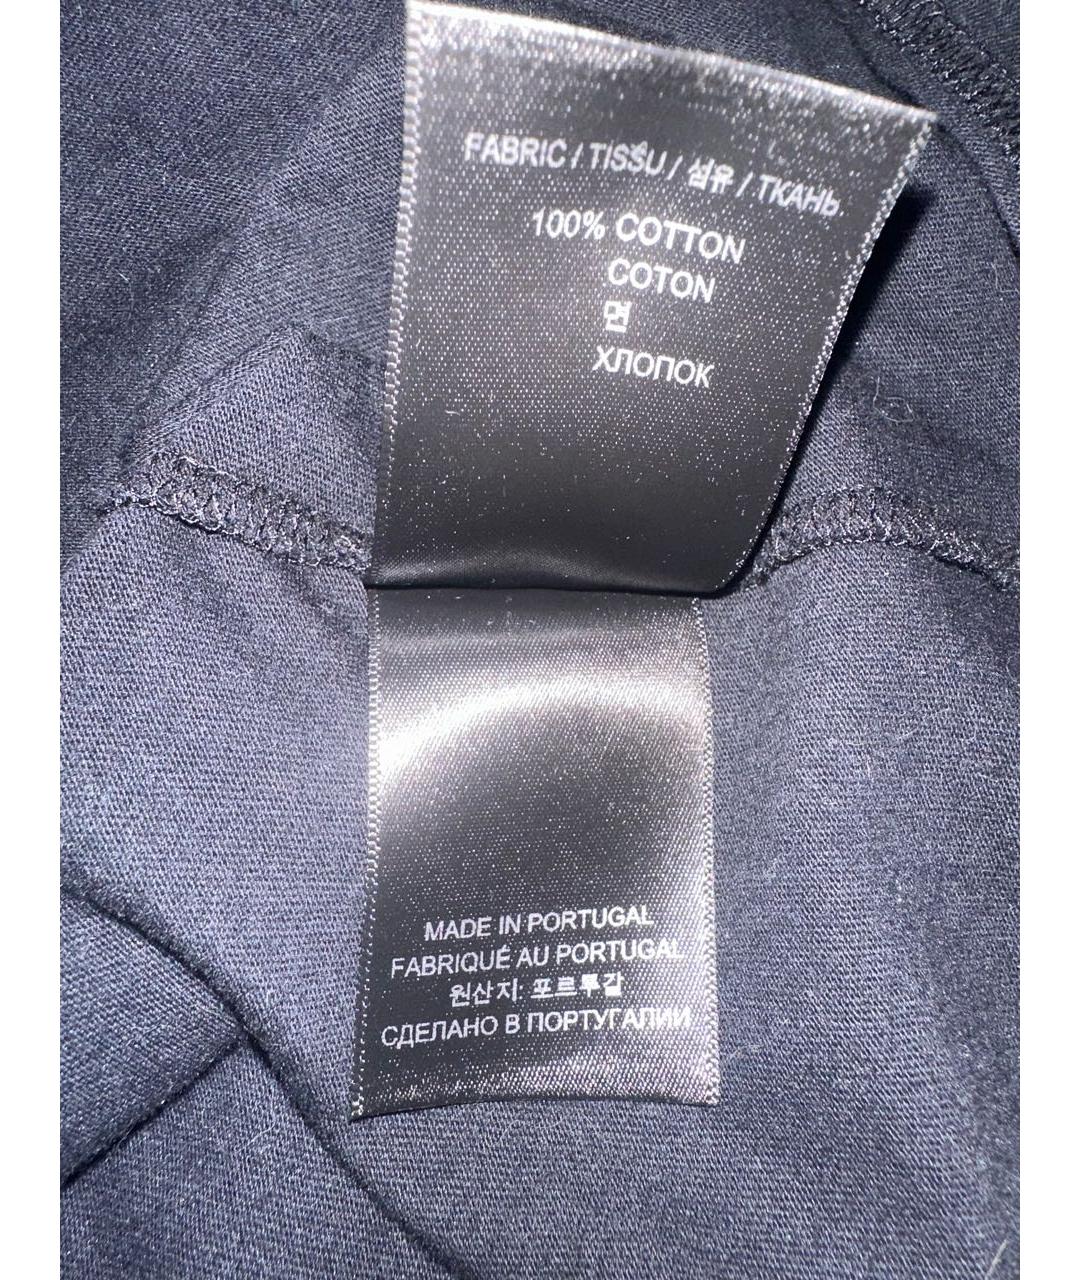 FABRIC / TISSU / 섬유 / ТКАНЬ
100% COTTON
COTON
면
ХЛОПОК
MADE IN PORTUGAL
FABRIQUÉ AU PORTUGAL
원산지: 포르투갈
СДЕЛАНО В ПОРТУГАЛИИ